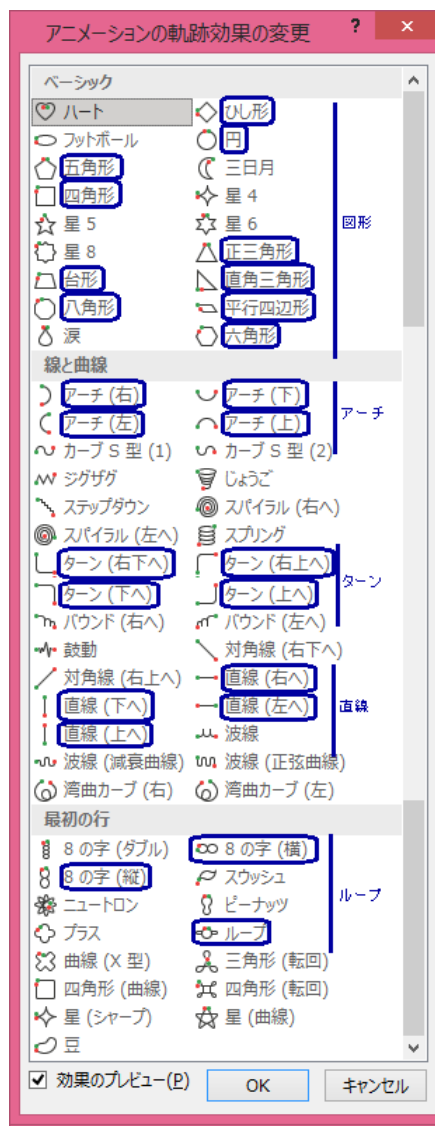 アニメーションの軌跡効果の変更 ? ×
ベーシック
ハート ひし形
フットボール 円
五角形 三日月
四角形 星 4
星 5 星 6 図形
星 8 正三角形
台形 直角三角形
八角形 平行四辺形
涙 六角形
線と曲線
アーチ (右) アーチ (下)
アーチ (左) アーチ (上) アーチ
カーブ S 型 (1) カーブ S 型 (2)
ジグザグ じょうご
ステップダウン スパイラル (右へ)
スパイラル (左へ) スプリング
ターン (右下へ) ターン (右上へ)
ターン
ターン (下へ) ターン (上へ)
バウンド (右へ) バウンド (左へ)
鼓動 対角線 (右下へ)
対角線 (右上へ) 直線 (右へ)
直線 (下へ) 直線 (左へ) 直線
直線 (上へ) 波線
波線 (減衰曲線) 波線 (正弦曲線)
湾曲カーブ (右) 湾曲カーブ (左)
最初の行
8 の字 (ダブル) 8 の字 (横)
8 の字 (縦) スウッシュ
ループ
ニュートロン ピーナッツ
プラス ループ
曲線 (X 型) 三角形 (転回)
四角形 (曲線) 四角形 (転回)
星 (シャープ) 星 (曲線)
豆
効果のプレビュー(P) OK キャンセル